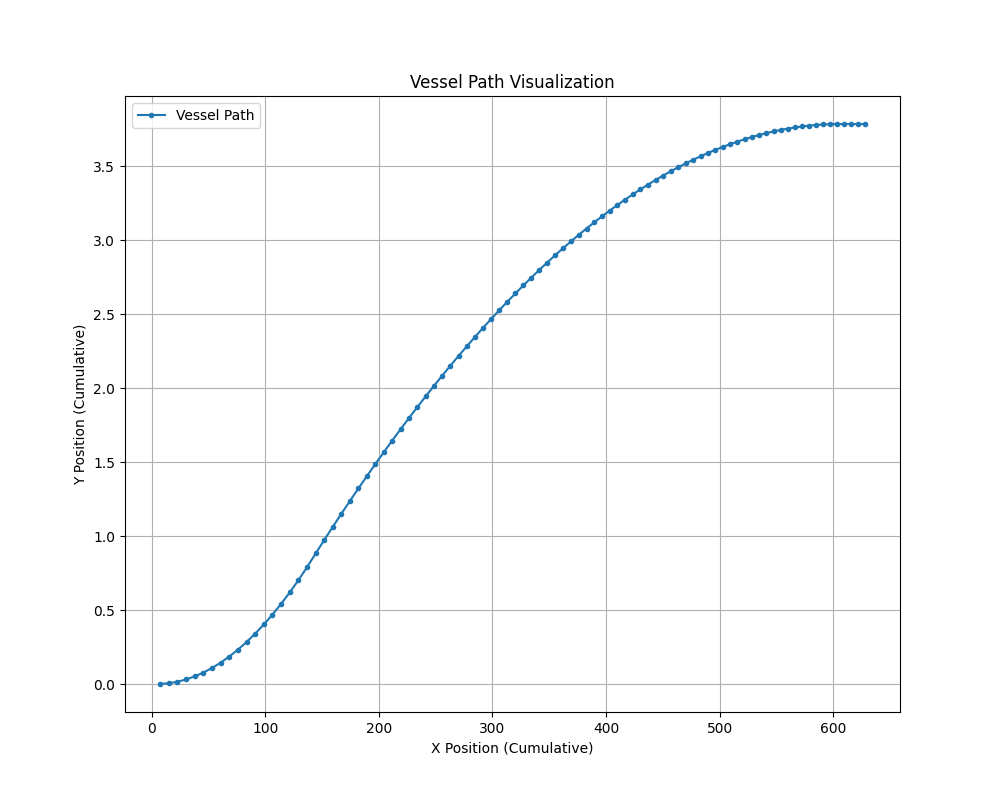 Vessel Path Visualization
Vessel Path
Y Position (Cumulative)
3.5
3.0
2.5
2.0
1.5
1.0
0.5
0.0
0 100 200 300 400 500 600
X Position (Cumulative)